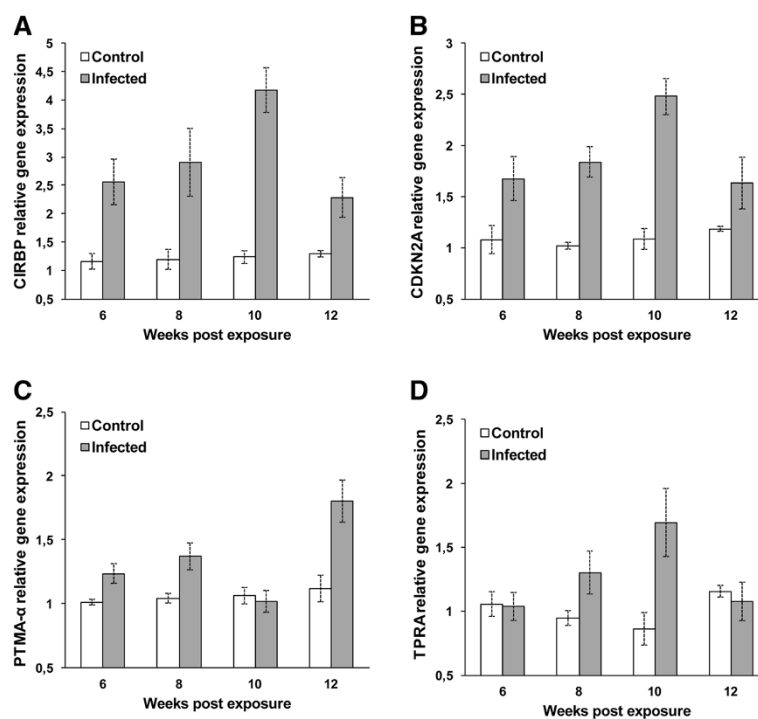 A
CIRBP relative gene expression
5
4,5
4
3,5
3
2,5
2
1,5
1
0,5
Control
Infected
6 8 10 12
Weeks post exposure
B
CDKN2A relative gene expression
3
2,5
2
1,5
1
0,5
Control
Infected
6 8 10 12
Weeks post exposure
C
PTMA-α relative gene expression
2,5
2
1,5
1
0,5
Control
Infected
6 8 10 12
Weeks post exposure
D
TPRA relative gene expression
2,5
2
1,5
1
0,5
Control
Infected
6 8 10 12
Weeks post exposure